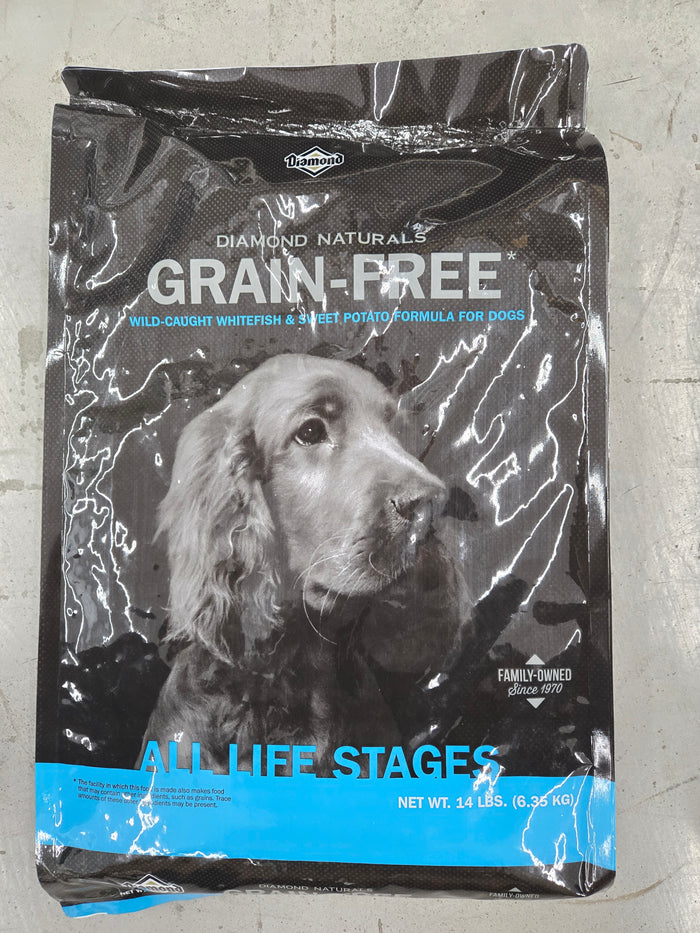 Diamond
DIAMOND NATURALS
GRAIN-FREE*
WILD-CAUGHT WHITEFISH & SWEET POTATO FORMULA FOR DOGS
FAMILY-OWNED
Since 1970
ALL LIFE STAGES
* The facility in which this food is made also makes food
that may contain other ingredients, such as grains. Trace
amounts of these other ingredients may be present.
NET WT. 14 LBS. (6.35 KG)
Diamond
DIAMOND NATURALS
FAMILY-OWNED